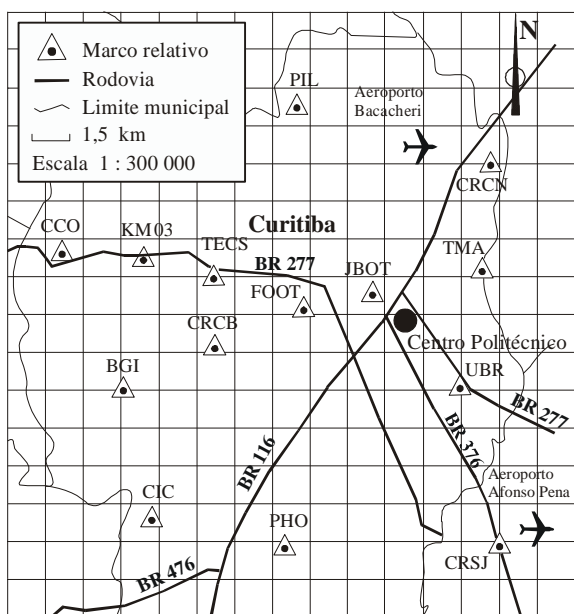 Marco relativo
Rodovia
Limite municipal
1,5 km
Escala 1 : 300 000
N
PIL
Aeroporto
Bacacheri
CRCN
CCO
KM03
TECS
Curitiba
BR 277
FOOT
JBOT
TMA
CRCB
Centro Politécnico
BGI
UBR
BR 277
BR 116
BR 376
Aeroporto
Afonso Pena
CIC
PHO
CRSJ
BR 476